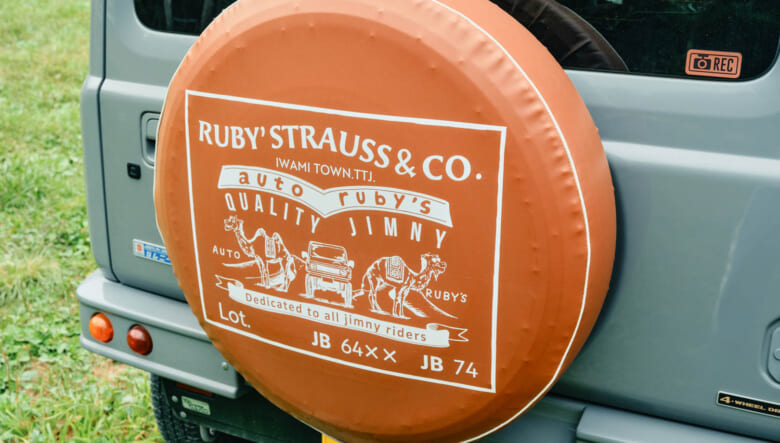 REC
RUBY'STRAUSS & CO.
IWAMI TOWN.TTJ.
auto ruby's
QUALITY JIMNY
AUTO
RUBY'S
Dedicated to all jimny riders
Lot.
JB 64×× JB 74